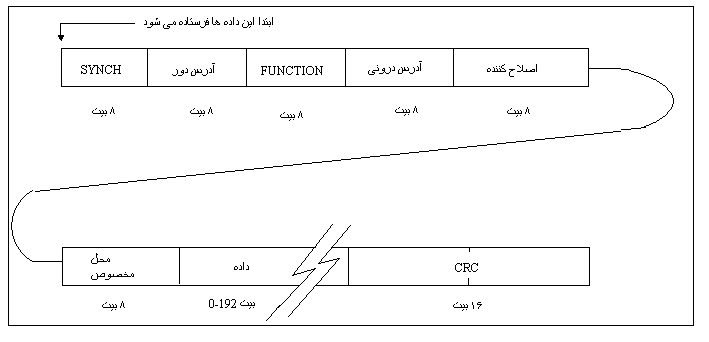 ابتدا این داده ها فرستاده می شود
SYNCH
آدرس دور
FUNCTION
آدرس درونی
اصلاح کننده
۸ بیت
۸ بیت
۸ بیت
۸ بیت
۸ بیت
محل
مخصوص
داده
CRC
۸ بیت
0-192 بیت
۱۶ بیت